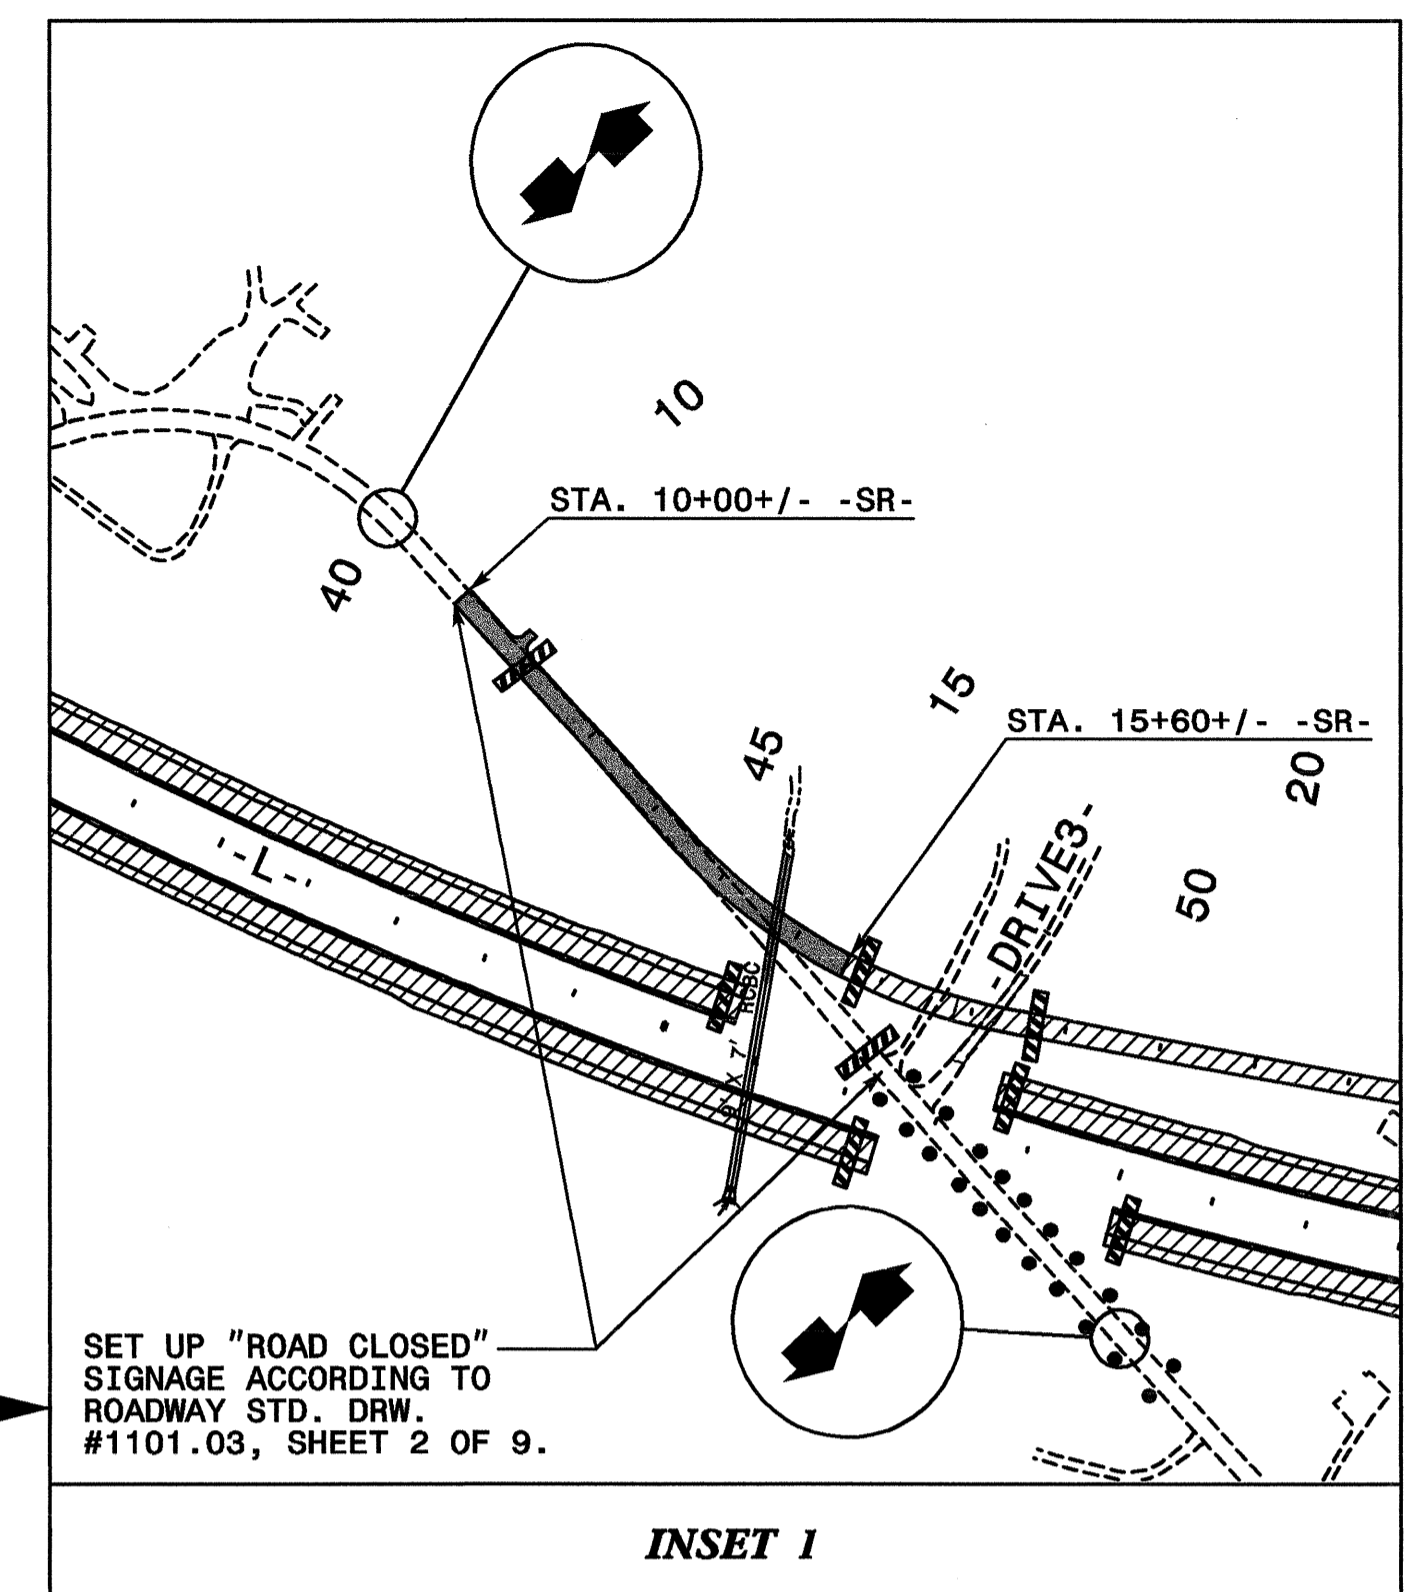 10
STA. 10+00+/- -SR-
40
15
STA. 15+60+/- -SR-
45
20
-L-
50
-DRIVE3-
9' X 7' RCBC
SET UP "ROAD CLOSED"
SIGNAGE ACCORDING TO
ROADWAY STD. DRW.
#1101.03, SHEET 2 OF 9.
INSET 1